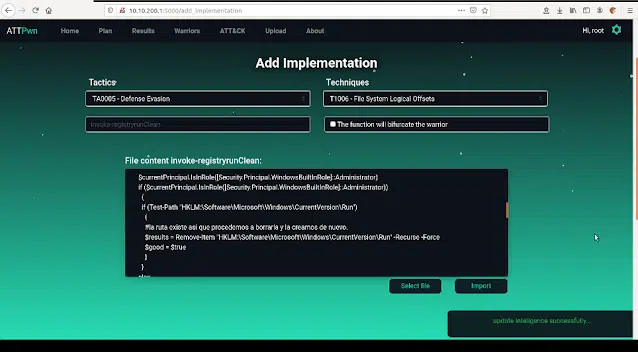 10.10.200.1:5000/add_implementation
ATTPwn Home Plan Results Warriors ATT&CK Upload About Hi, root
Add Implementation
Tactics Techniques
TA0005 - Defense Evasion T1006 - File System Logical Offsets
invoke-registryrunClean The function will bifurcate the warrior
File content invoke-registryrunClean:
$currentPrincipal.IsInRole([Security.Principal.WindowsBuiltInRole]::Administrator)
if ($currentPrincipal.IsInRole([Security.Principal.WindowsBuiltInRole]::Administrator))
{
if (Test-Path "HKLM:\Software\Microsoft\Windows\CurrentVersion\Run")
{
#la ruta existe asi que procedemos a borrarla y la creamos de nuevo.
$results = Remove-Item "HKLM:\Software\Microsoft\Windows\CurrentVersion\Run" -Recurse -Force
$good = $true
}
}
else
Select file Import
update intelligence successfully...